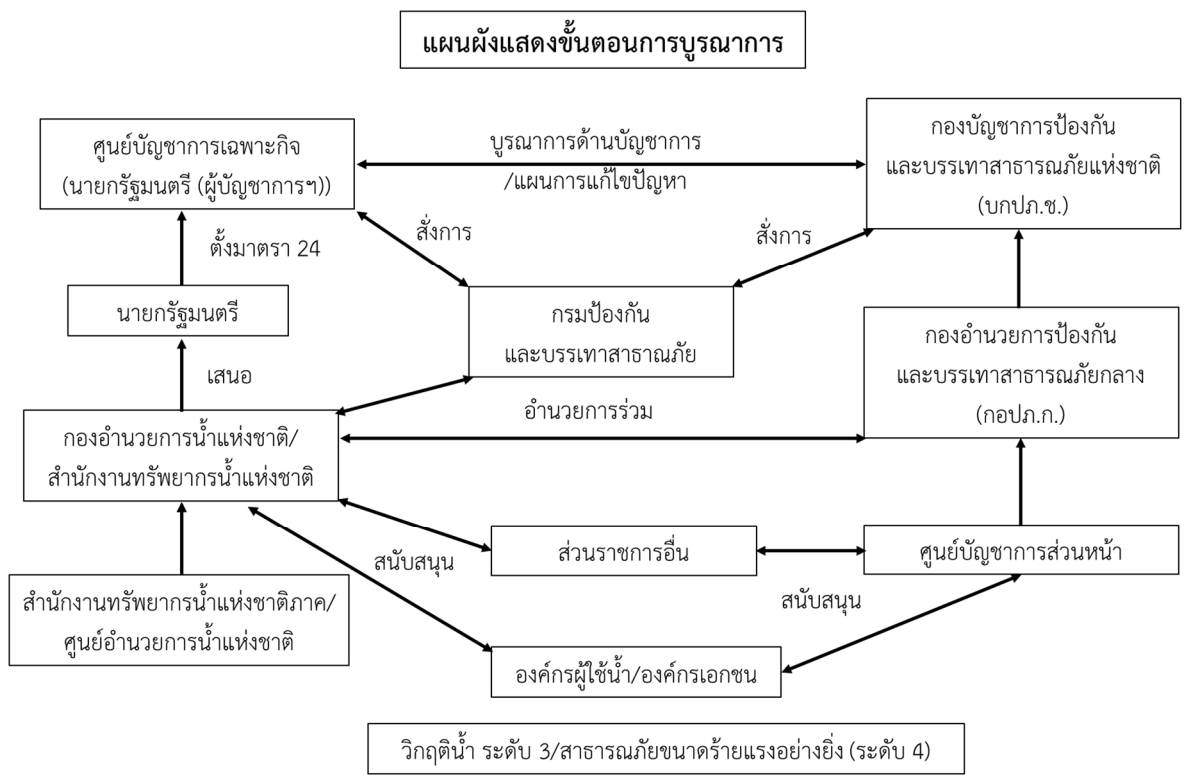 แผนผังแสดงขั้นตอนการบูรณาการ
ศูนย์บัญชาการเฉพาะกิจ
(นายกรัฐมนตรี (ผู้บัญชาการฯ))
บูรณาการด้านบัญชาการ
/แผนการแก้ไขปัญหา
กองบัญชาการป้องกัน
และบรรเทาสาธารณภัยแห่งชาติ
(บกปภ.ช.)
ตั้งมาตรา 24
สั่งการ
สั่งการ
นายกรัฐมนตรี
กรมป้องกัน
และบรรเทาสาธาณภัย
กองอำนวยการป้องกัน
และบรรเทาสาธารณภัยกลาง
(กอปภ.ก.)
เสนอ
อำนวยการร่วม
กองอำนวยการน้ำแห่งชาติ/
สำนักงานทรัพยากรน้ำแห่งชาติ
ส่วนราชการอื่น
ศูนย์บัญชาการส่วนหน้า
สนับสนุน
สนับสนุน
สำนักงานทรัพยากรน้ำแห่งชาติภาค/
ศูนย์อำนวยการน้ำแห่งชาติ
องค์กรผู้ใช้น้ำ/องค์กรเอกชน
วิกฤติน้ำ ระดับ 3/สาธารณภัยขนาดร้ายแรงอย่างยิ่ง (ระดับ 4)